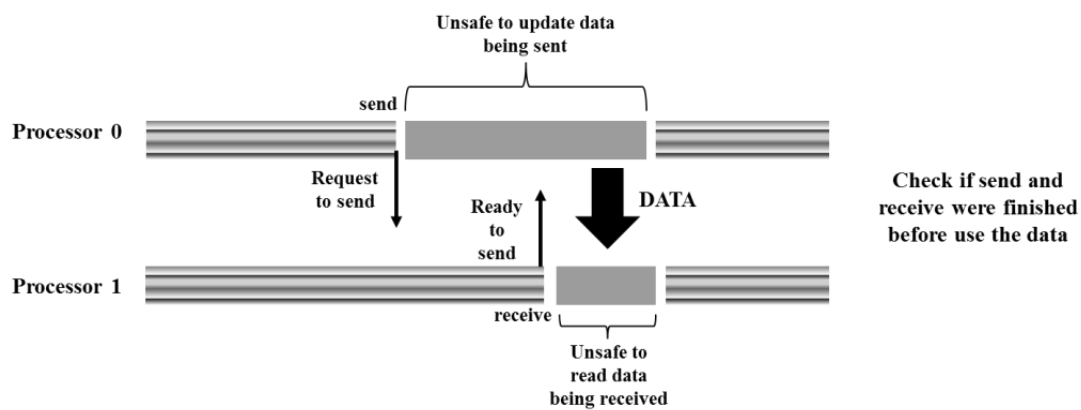 Unsafe to update data
being sent
send
Processor 0
Request
to send
Ready
to
send
DATA
Check if send and
receive were finished
before use the data
Processor 1
receive
Unsafe to
read data
being received